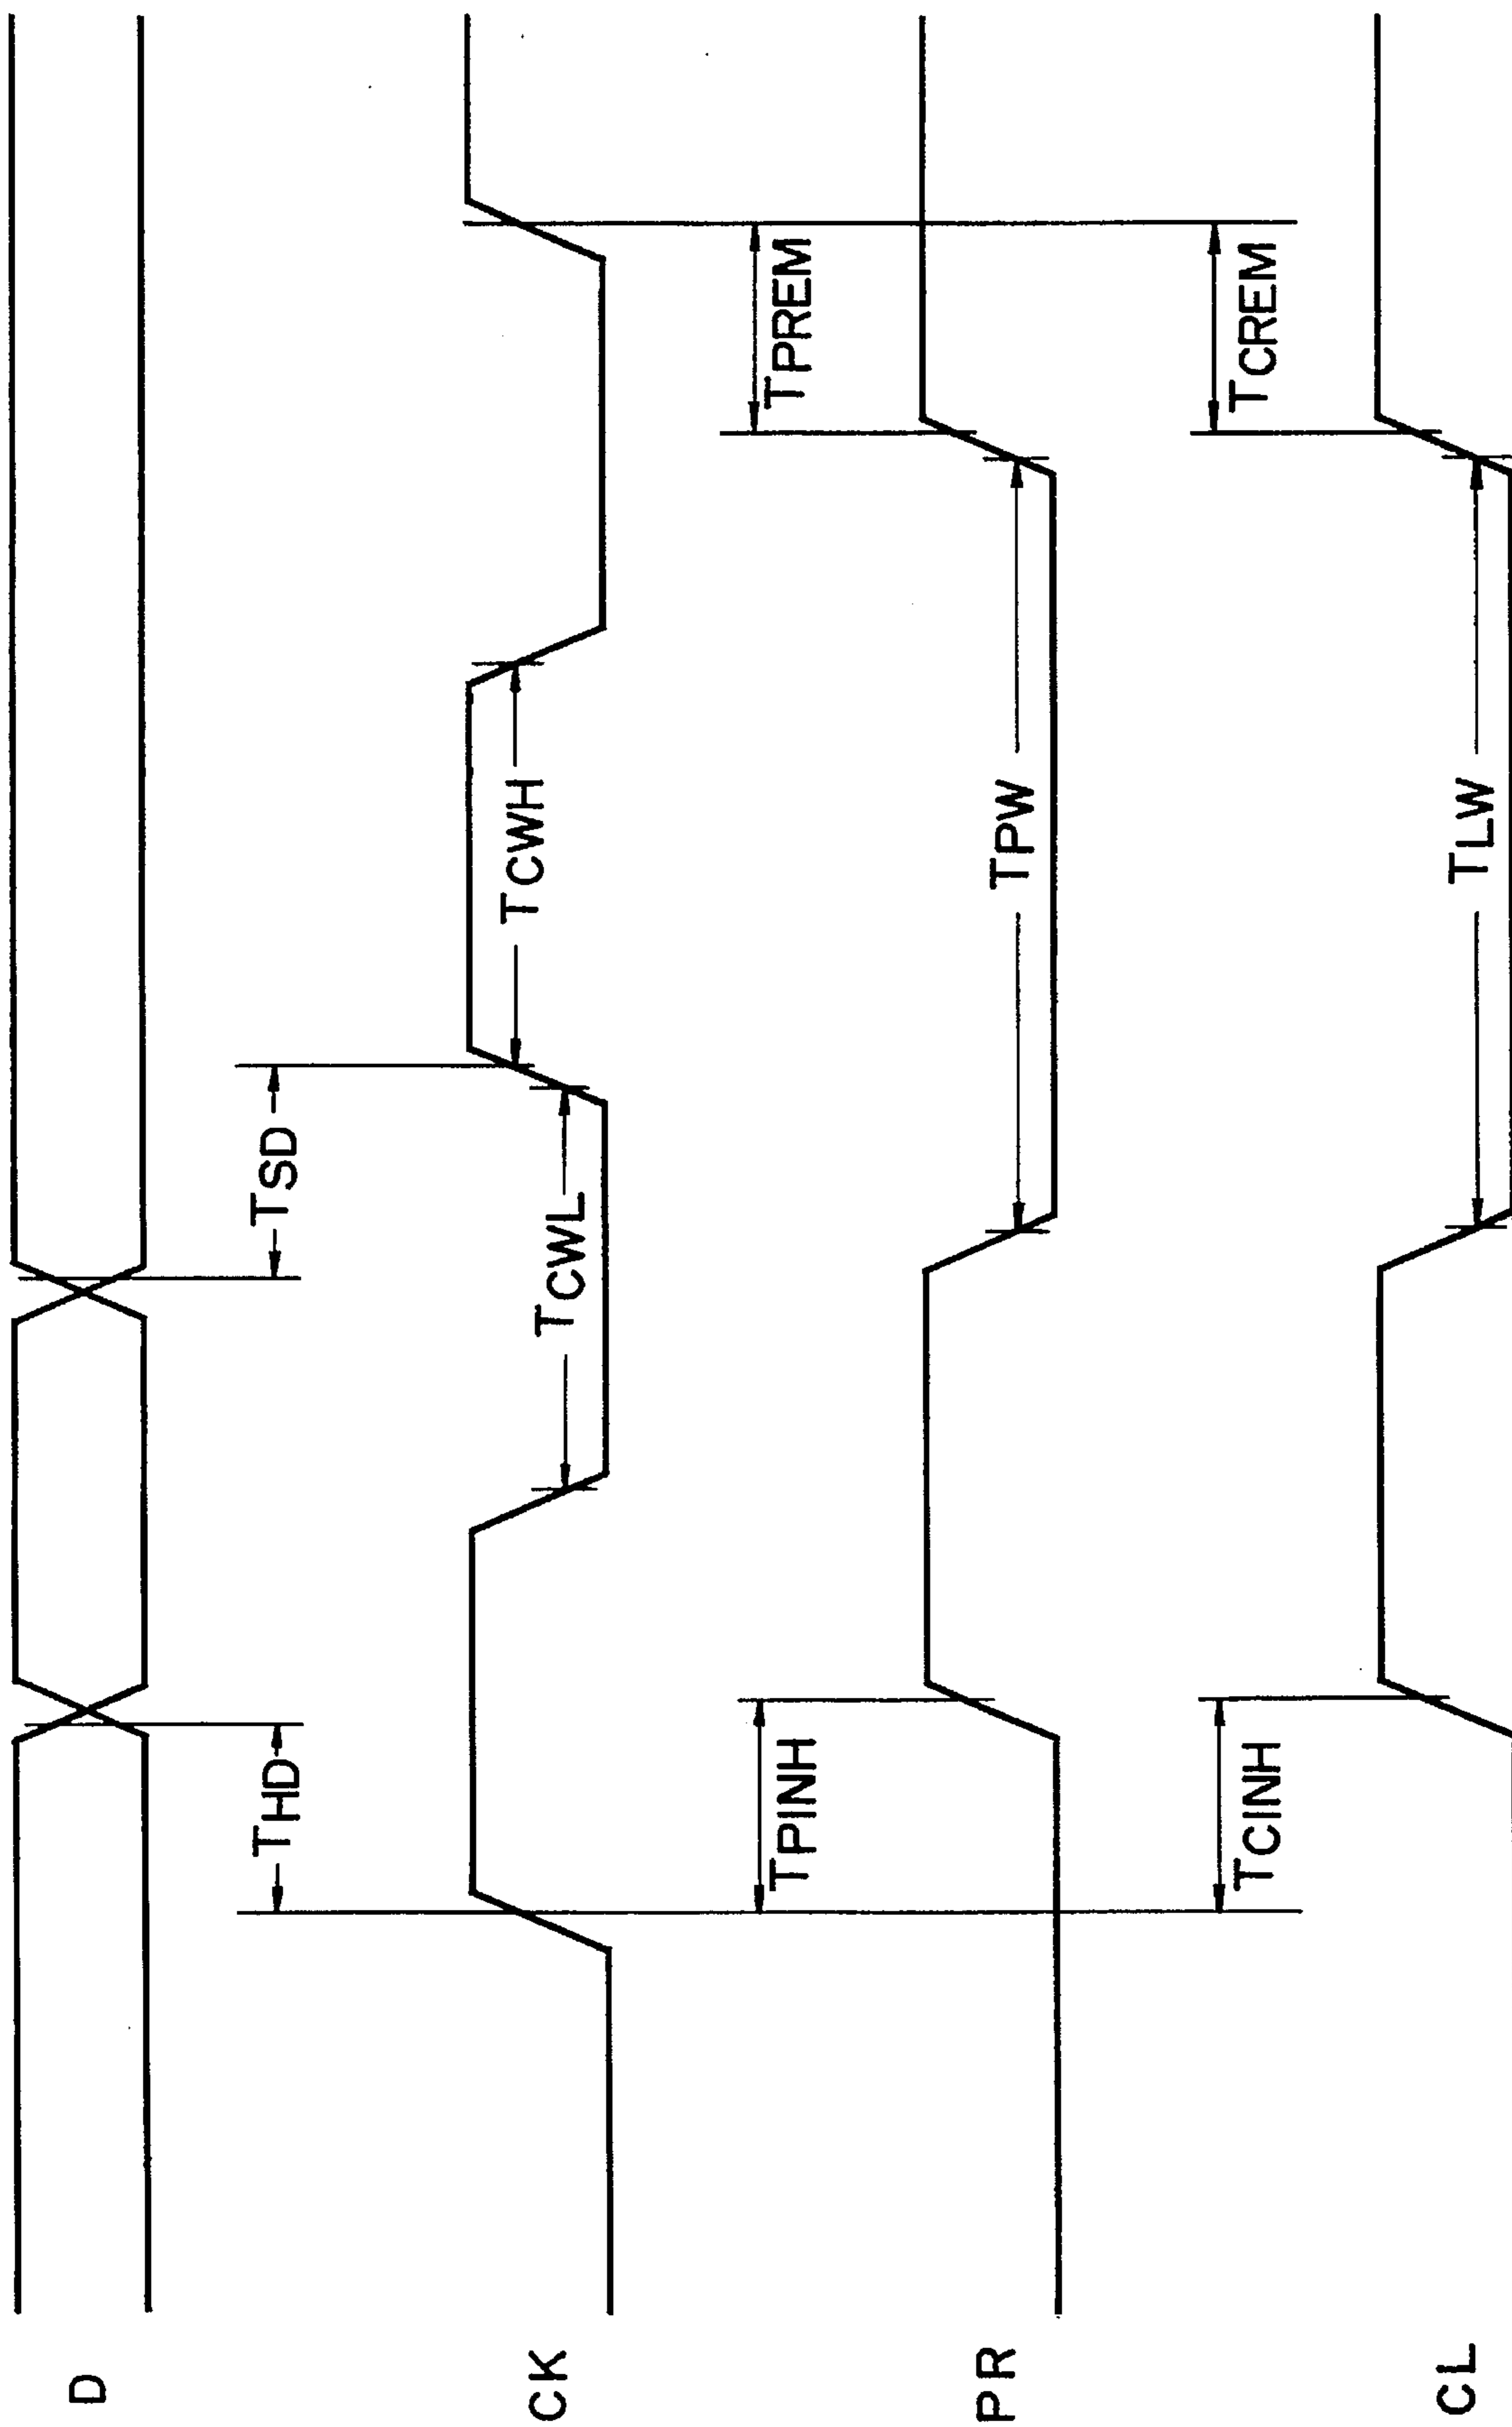 D
THD
TSD
CK
TCWL
TCWH
TPINH
TPREM
PR
TPW
TCINH
TCREM
CL
TLW